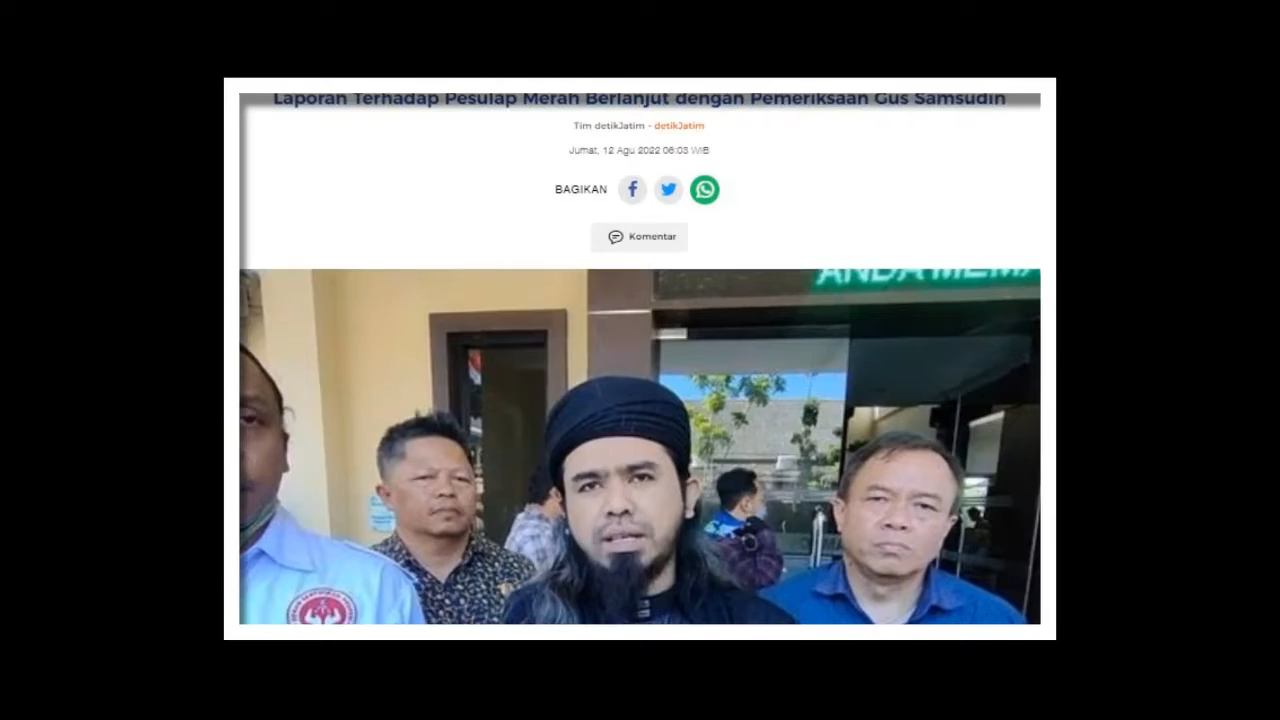 Laporan Terhadap Pesulap Merah Berlanjut dengan Pemeriksaan Gus Samsudin
Tim detikJatim - detikJatim
Jumat, 12 Agu 2022 06:03 WIB
BAGIKAN
Komentar
ANDA MEMA